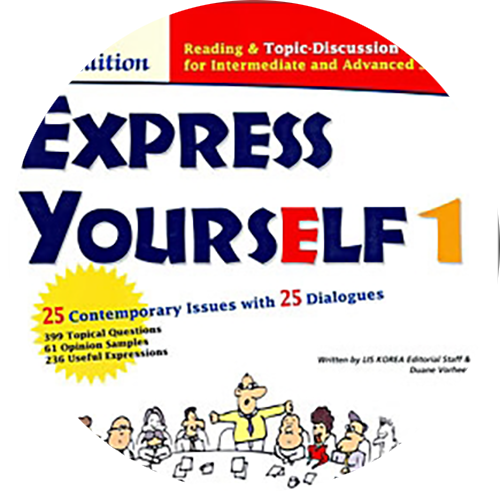 Reading & Topic-Discussion
for Intermediate and Advanced
EXPRESS
YOURSELF 1
25 Contemporary Issues with 25 Dialogues
399 Topical Questions
61 Opinion Samples
236 Useful Expressions
Written by LIS KOREA Editorial Staff &
Duane Vorhee